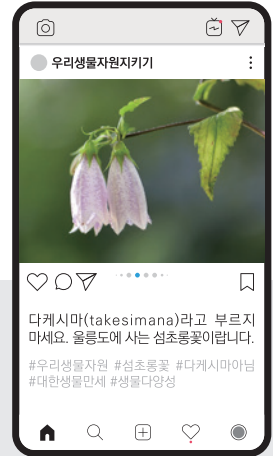 우리생물자원지키기
다케시마(takesimana)라고 부르지
마세요. 울릉도에 사는 섬초롱꽃이랍니다.
#우리생물자원 #섬초롱꽃 #다케시마아님
#대한생물만세 #생물다양성